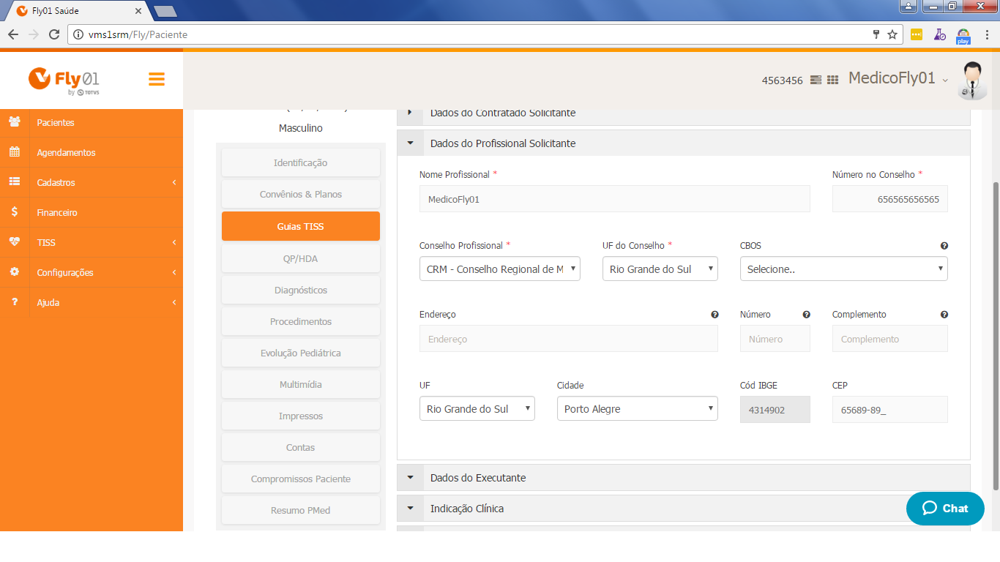 Fly01 Saúde
vms1srm/Fly/Paciente
play
Fly01
by TOTVS
4563456
MedicoFly01
Pacientes
Agendamentos
Cadastros
Financeiro
TISS
Configurações
Ajuda
Masculino
Identificação
Convênios & Planos
Guias TISS
QP/HDA
Diagnósticos
Procedimentos
Evolução Pediátrica
Multimídia
Impressos
Contas
Compromissos Paciente
Resumo PMed
Dados do Contratado Solicitante
Dados do Profissional Solicitante
Nome Profissional * Número no Conselho *
MedicoFly01 656565656565
Conselho Profissional * UF do Conselho * CBOS
CRM - Conselho Regional de M Rio Grande do Sul Selecione..
Endereço Número Complemento
Endereço Número Complemento
UF Cidade Cód IBGE CEP
Rio Grande do Sul Porto Alegre 4314902 65689-89_
Dados do Executante
Indicação Clínica
Chat